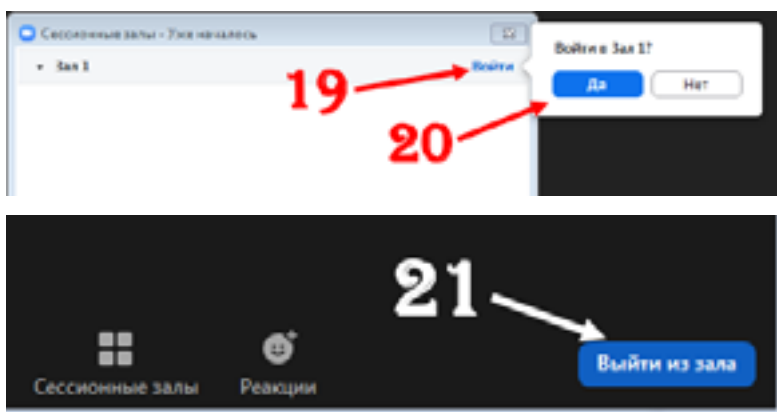 Сессионные залы - Уже началось
Зал 1
Войти
Войти в Зал 1?
Да
Нет
19
20
21
Сессионные залы
Реакции
Выйти из зала